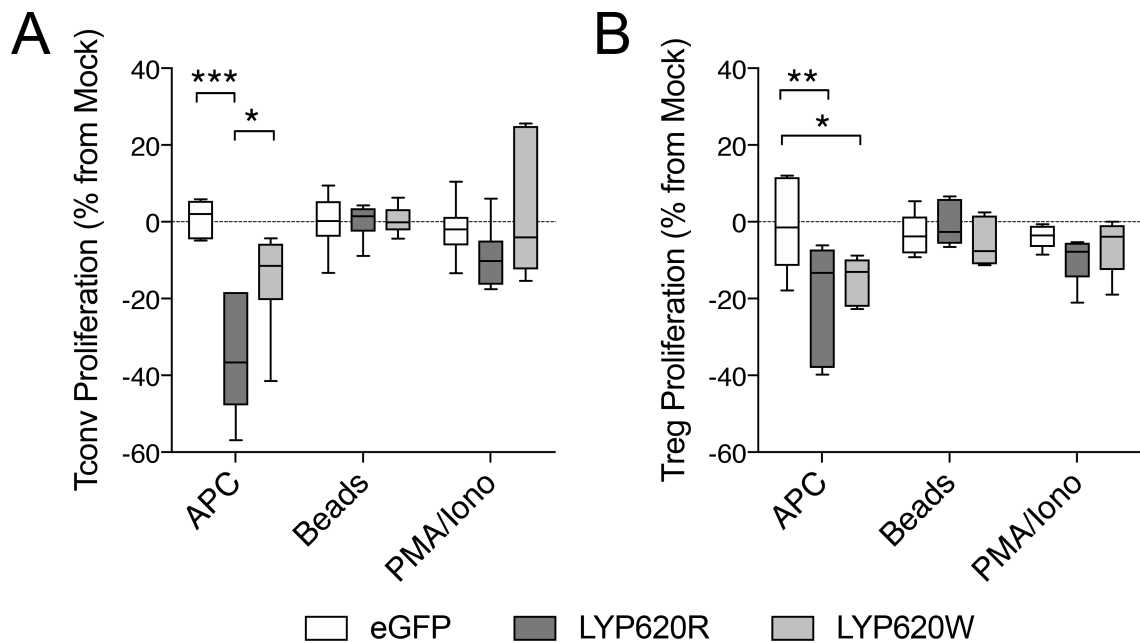 A
B
Tconv Proliferation (% from Mock)
40
20
0
-20
-40
-60
***
*
APC
Beads
PMA/Iono
Treg Proliferation (% from Mock)
40
20
0
-20
-40
-60
**
*
APC
Beads
PMA/Iono
eGFP
LYP620R
LYP620W